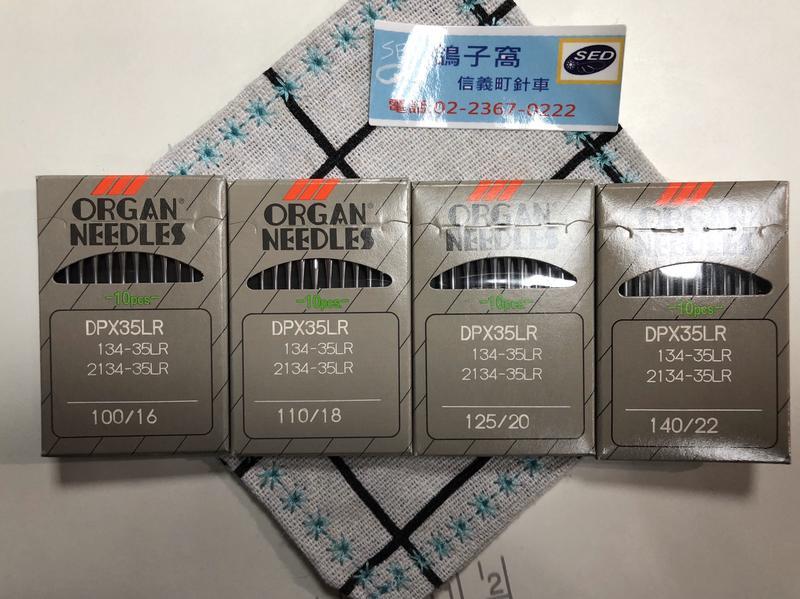 鴿子窩
SED
信義町針車
電話 02-2367-0222
ORGAN®
NEEDLES
-10pcs-
DPX35LR
134-35LR
2134-35LR
100/16
ORGAN®
NEEDLES
-10pcs-
DPX35LR
134-35LR
2134-35LR
110/18
ORGAN®
NEEDLES
-10pcs-
DPX35LR
134-35LR
2134-35LR
125/20
ORGAN®
NEEDLES
-10pcs-
DPX35LR
134-35LR
2134-35LR
140/22
1/2